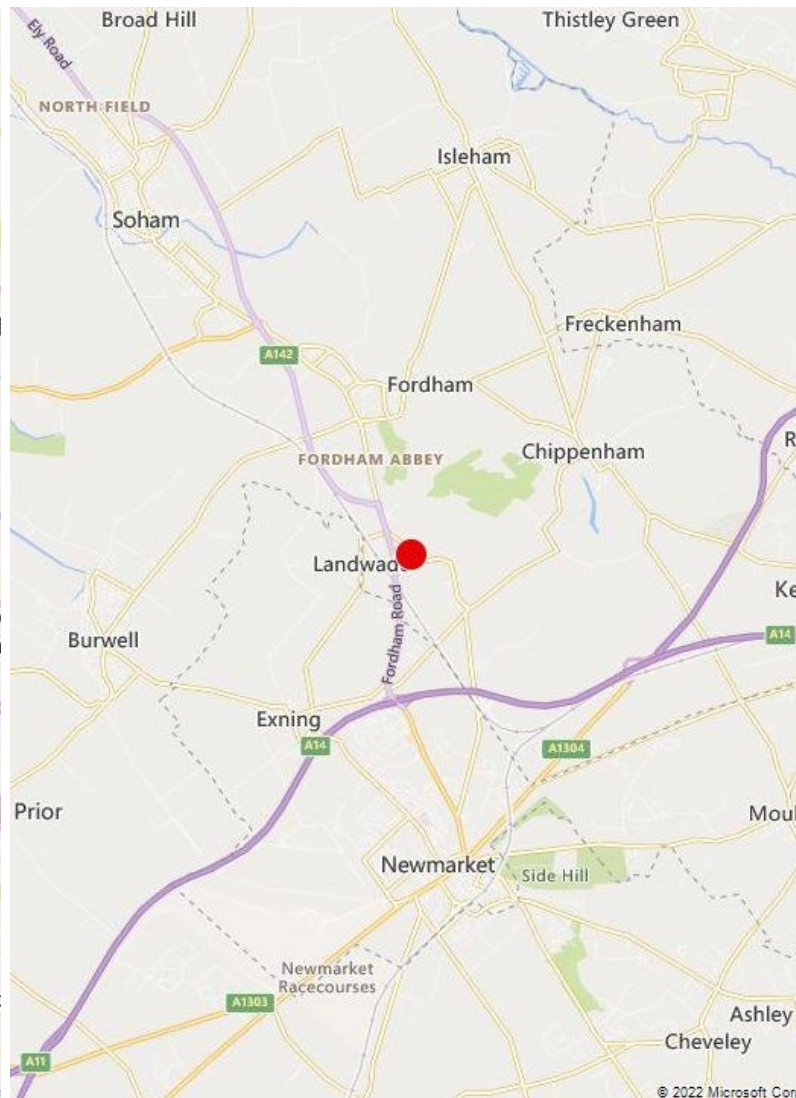 Broad Hill
Thistley Green
Ely Road
NORTH FIELD
Isleham
Soham
Freckenham
A142
Fordham
Chippenham
FORDHAM ABBEY
Fordham Road
Burwell
A14
Exning
A14
A1304
Prior
Newmarket
Side Hill
Newmarket
Racecourses
A1303
Ashley
Cheveley
A11
© 2022 Microsoft